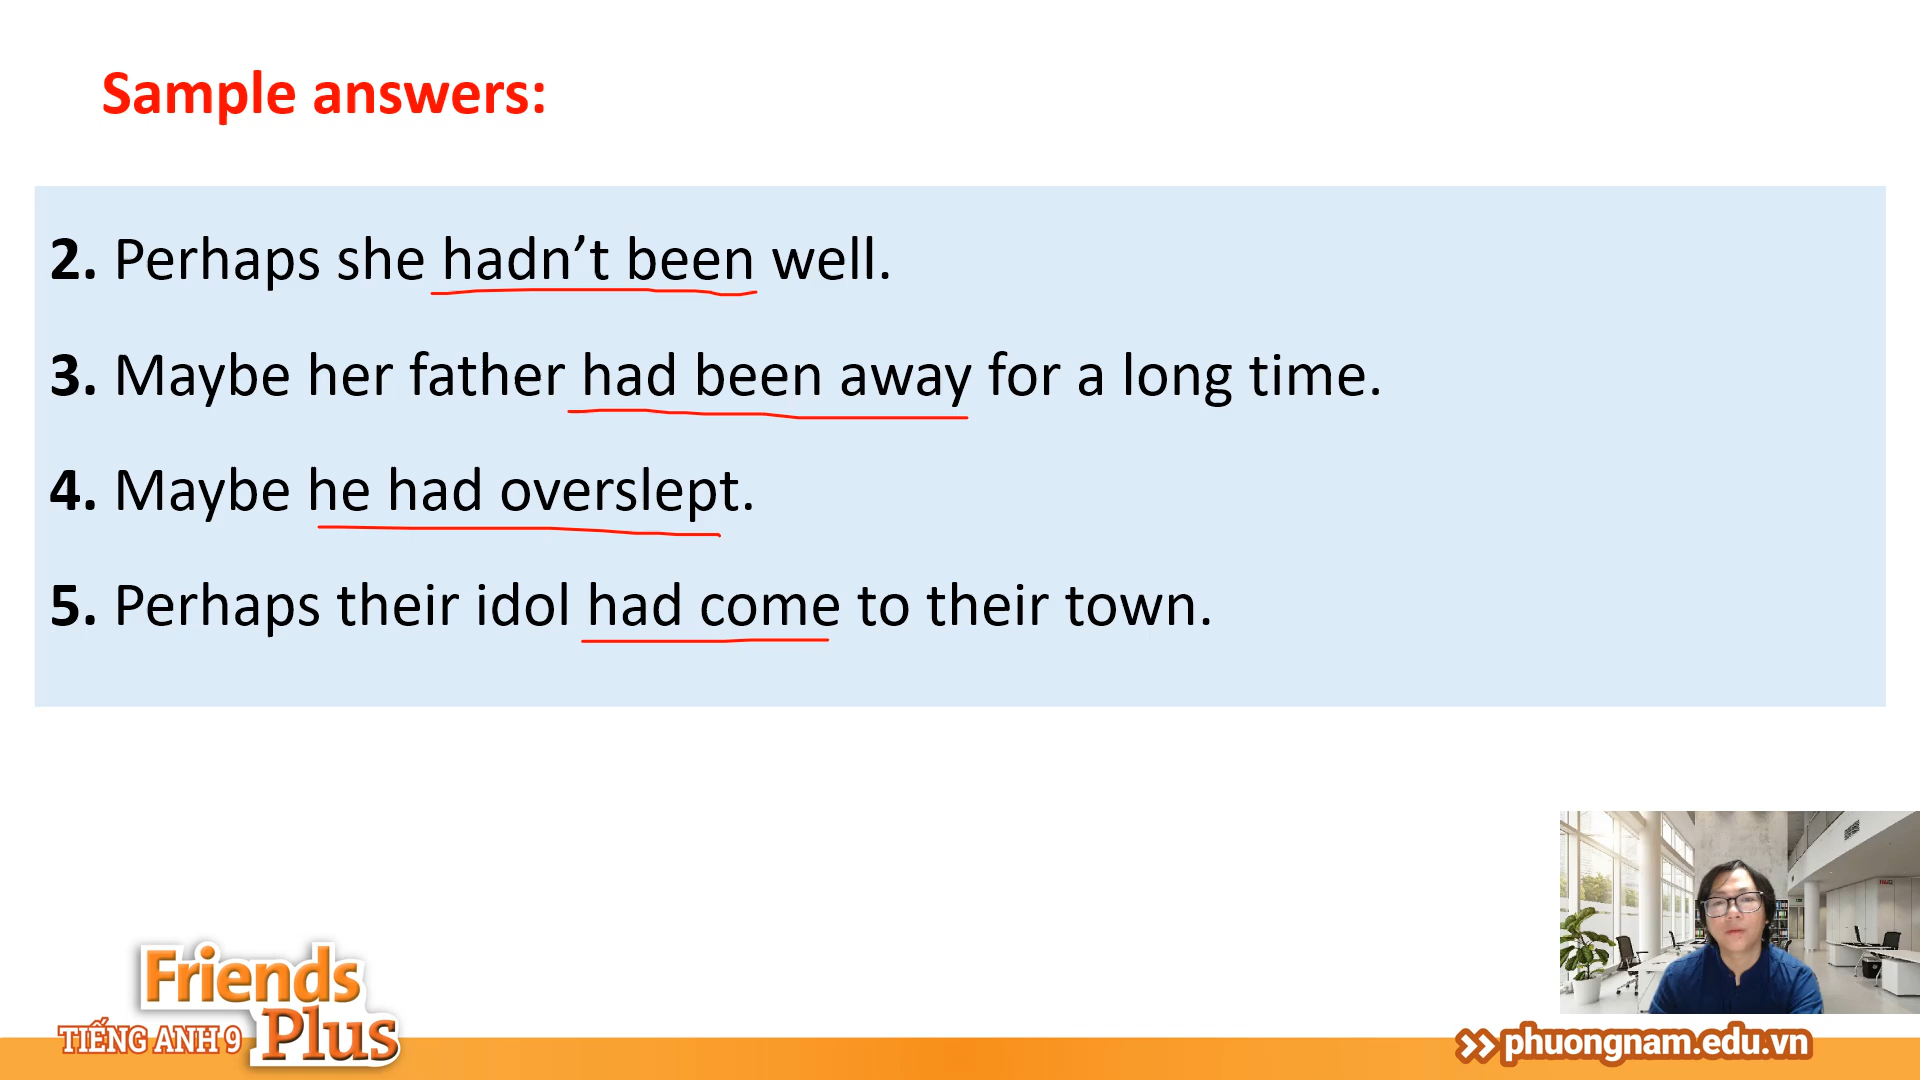 Sample answers:
2. Perhaps she hadn’t been well.
3. Maybe her father had been away for a long time.
4. Maybe he had overslept.
5. Perhaps their idol had come to their town.
Friends
Plus
TIẾNG ANH 9
phuongnam.edu.vn